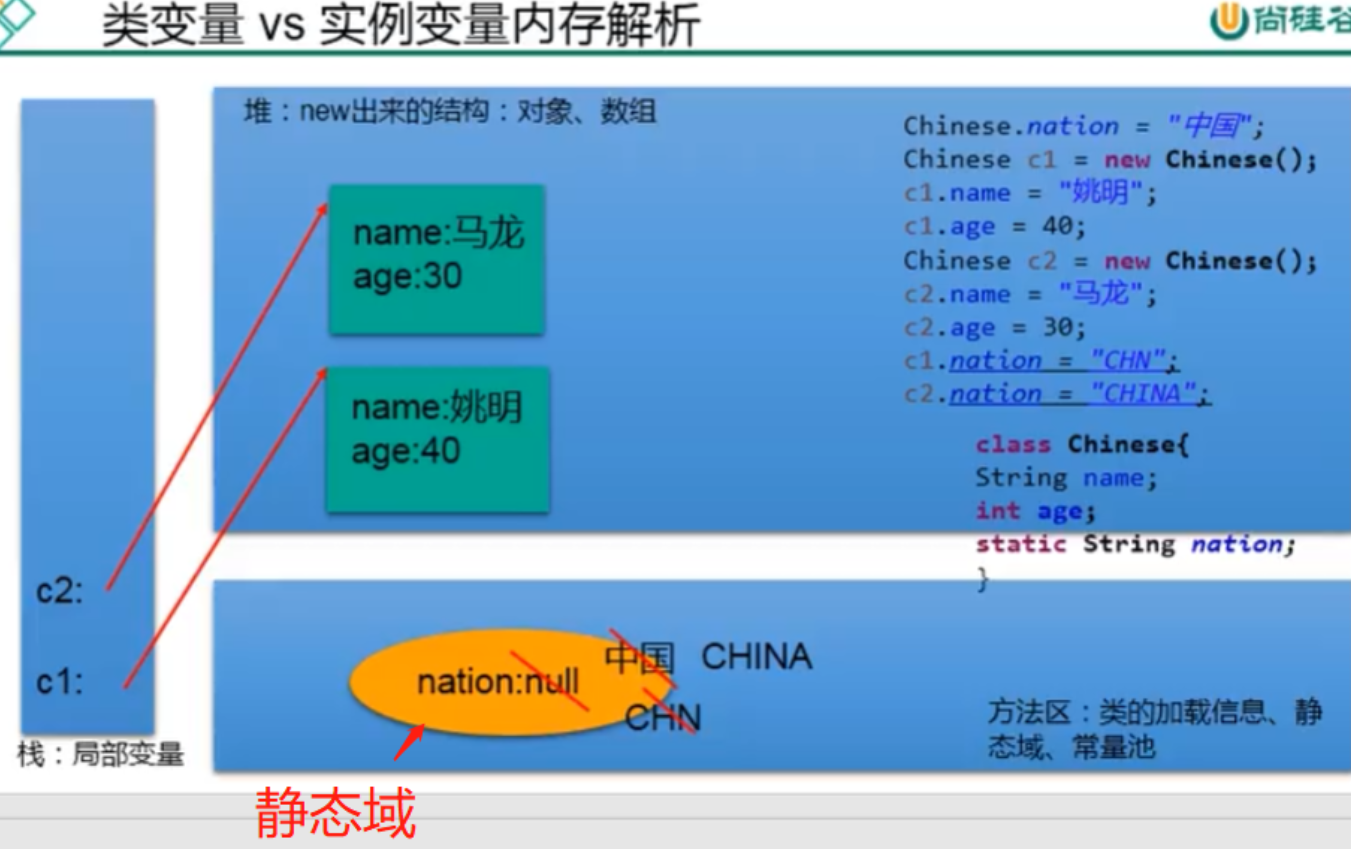 类变量 vs 实例变量内存解析
尚硅谷
堆：new出来的结构：对象、数组
name:马龙
age:30
name:姚明
age:40
Chinese.nation = "中国";
Chinese c1 = new Chinese();
c1.name = "姚明";
c1.age = 40;
Chinese c2 = new Chinese();
c2.name = "马龙";
c2.age = 30;
c1.nation = "CHN";
c2.nation = "CHINA";
class Chinese{
String name;
int age;
static String nation;
}
c2:
c1:
栈：局部变量
nation:null
中国 CHINA
CHN
方法区：类的加载信息、静
态域、常量池
静态域